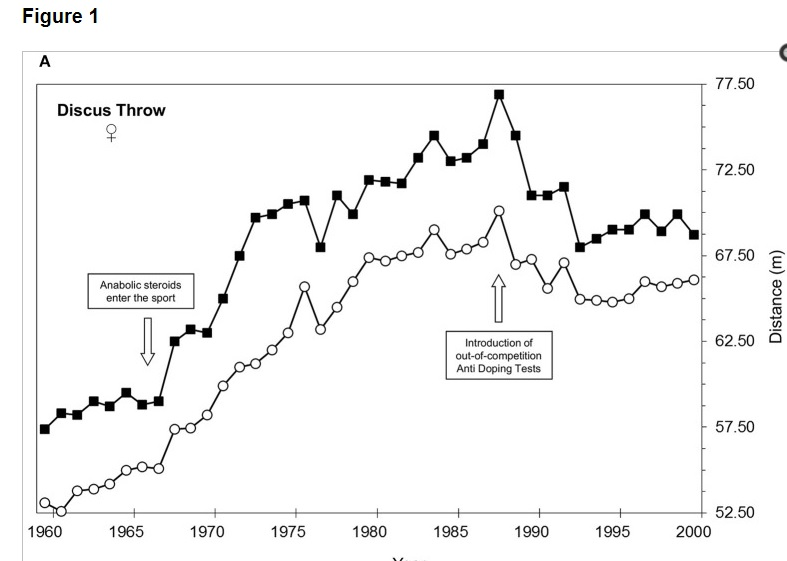 Figure 1
A
Discus Throw
♀
77.50
72.50
67.50
62.50
57.50
52.50
Distance (m)
Anabolic steroids
enter the sport
Introduction of
out-of-competition
Anti Doping Tests
1960 1965 1970 1975 1980 1985 1990 1995 2000